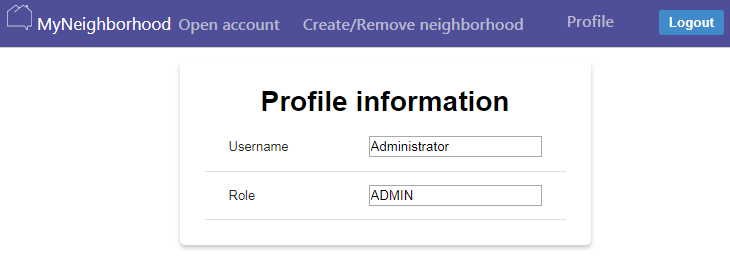 MyNeighborhood Open account Create/Remove neighborhood Profile Logout
Profile information
Username Administrator
Role ADMIN